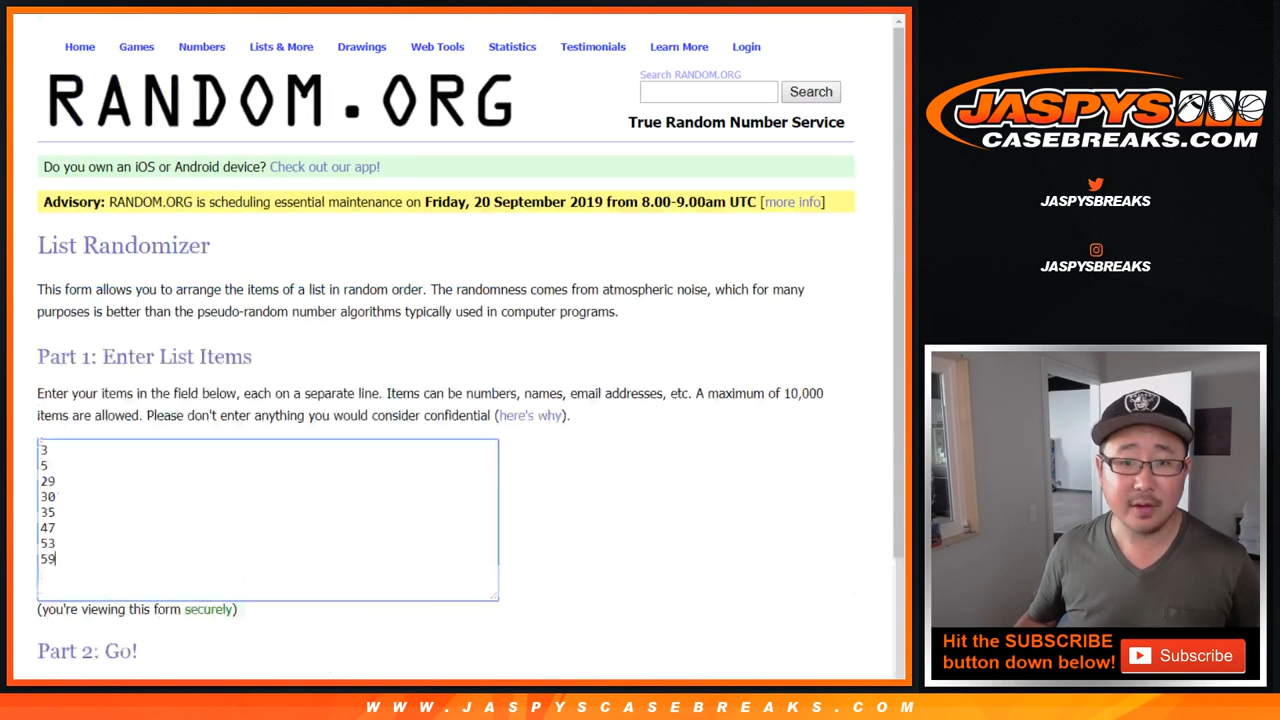 Home Games Numbers Lists & More Drawings Web Tools Statistics Testimonials Learn More Login
RANDOM.ORG
Search RANDOM.ORG
Search
True Random Number Service
Do you own an iOS or Android device? Check out our app!
Advisory: RANDOM.ORG is scheduling essential maintenance on Friday, 20 September 2019 from 8.00-9.00am UTC [more info]
List Randomizer
This form allows you to arrange the items of a list in random order. The randomness comes from atmospheric noise, which for many
purposes is better than the pseudo-random number algorithms typically used in computer programs.
Part 1: Enter List Items
Enter your items in the field below, each on a separate line. Items can be numbers, names, email addresses, etc. A maximum of 10,000
items are allowed. Please don't enter anything you would consider confidential (here's why).
3
5
29
30
35
47
53
59
(you're viewing this form securely)
Part 2: Go!
JASPYS
CASEBREAKS.COM
JASPYSBREAKS
JASPYSBREAKS
Hit the SUBSCRIBE
button down below!
Subscribe
WWW.JASPYSCASEBREAKS.COM